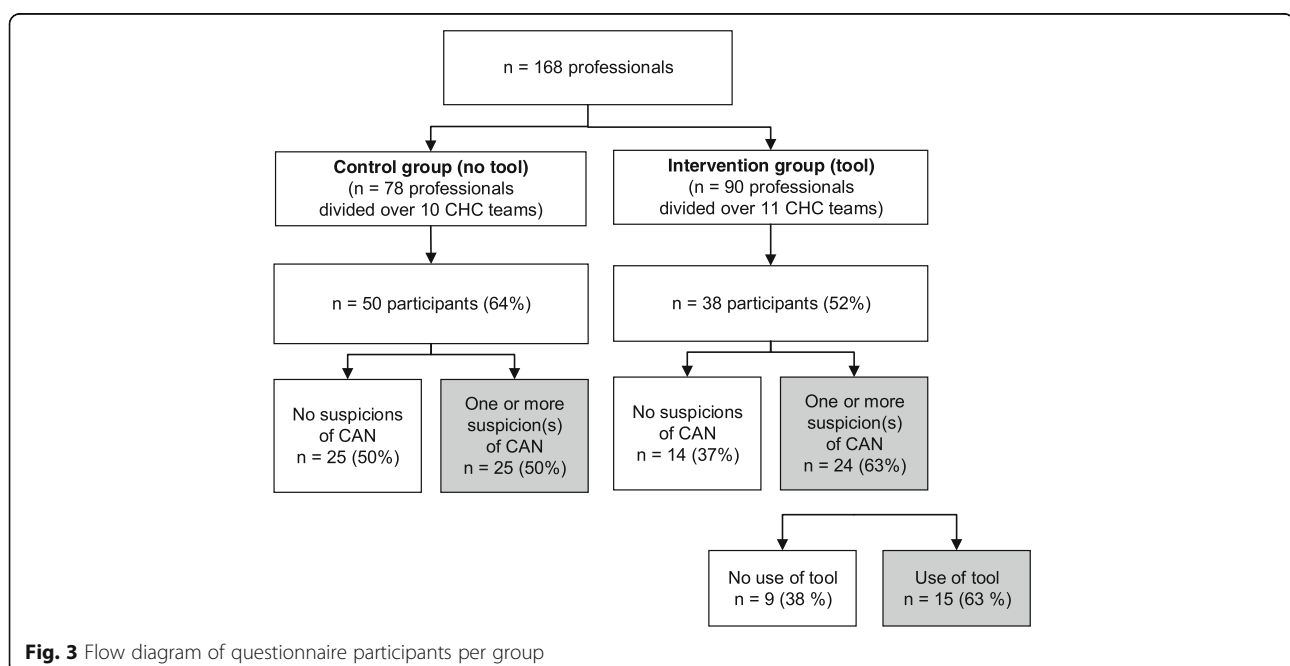 n = 168 professionals
Control group (no tool)
(n = 78 professionals
divided over 10 CHC teams)
Intervention group (tool)
(n = 90 professionals
divided over 11 CHC teams)
n = 50 participants (64%)
n = 38 participants (52%)
No suspicions
of CAN
n = 25 (50%)
One or more
suspicion(s)
of CAN
n = 25 (50%)
No suspicions
of CAN
n = 14 (37%)
One or more
suspicion(s)
of CAN
n = 24 (63%)
No use of tool
n = 9 (38 %)
Use of tool
n = 15 (63 %)
Fig. 3 Flow diagram of questionnaire participants per group